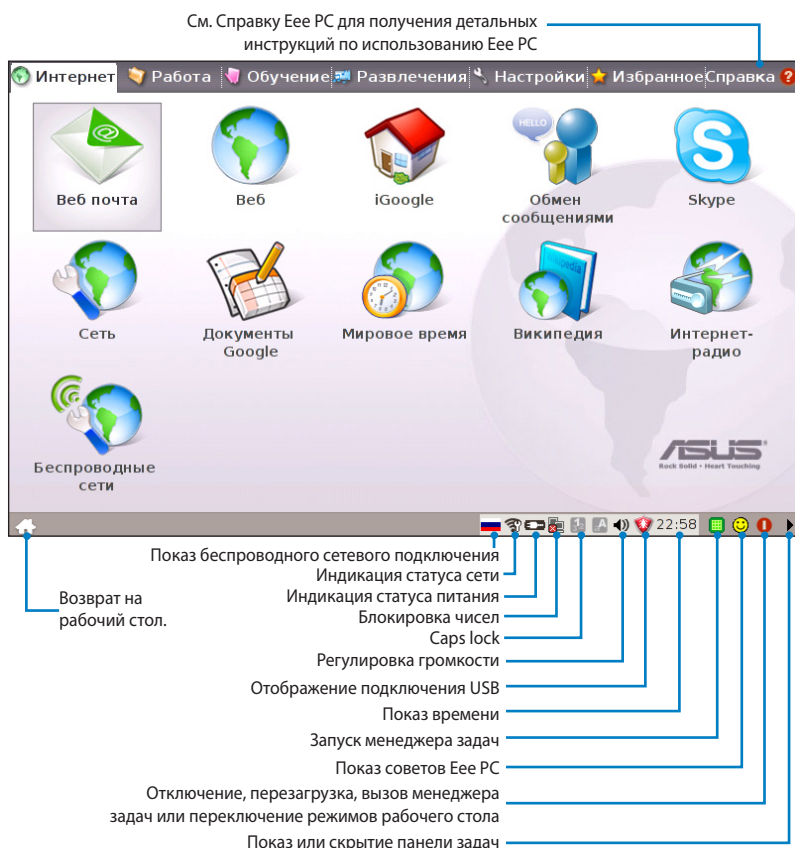 См. Справку Eee PC для получения детальных
инструкций по использованию Eee PC
Интернет Работа Обучение Развлечения Настройки Избранное Справка ?
HELLO
Веб почта Веб iGoogle Обмен сообщениями Skype
Wikipedia
Сеть Документы Google Мировое время Википедия Интернет-радио
Беспроводные
сети
ASUS
Rock Solid • Heart Touching
1 A 22:58
Показ беспроводного сетевого подключения
Индикация статуса сети
Индикация статуса питания
Блокировка чисел
Caps lock
Регулировка громкости
Отображение подключения USB
Показ времени
Запуск менеджера задач
Показ советов Eee PC
Отключение, перезагрузка, вызов менеджера
задач или переключение режимов рабочего стола
Показ или скрытие панели задач
Возврат на
рабочий стол.